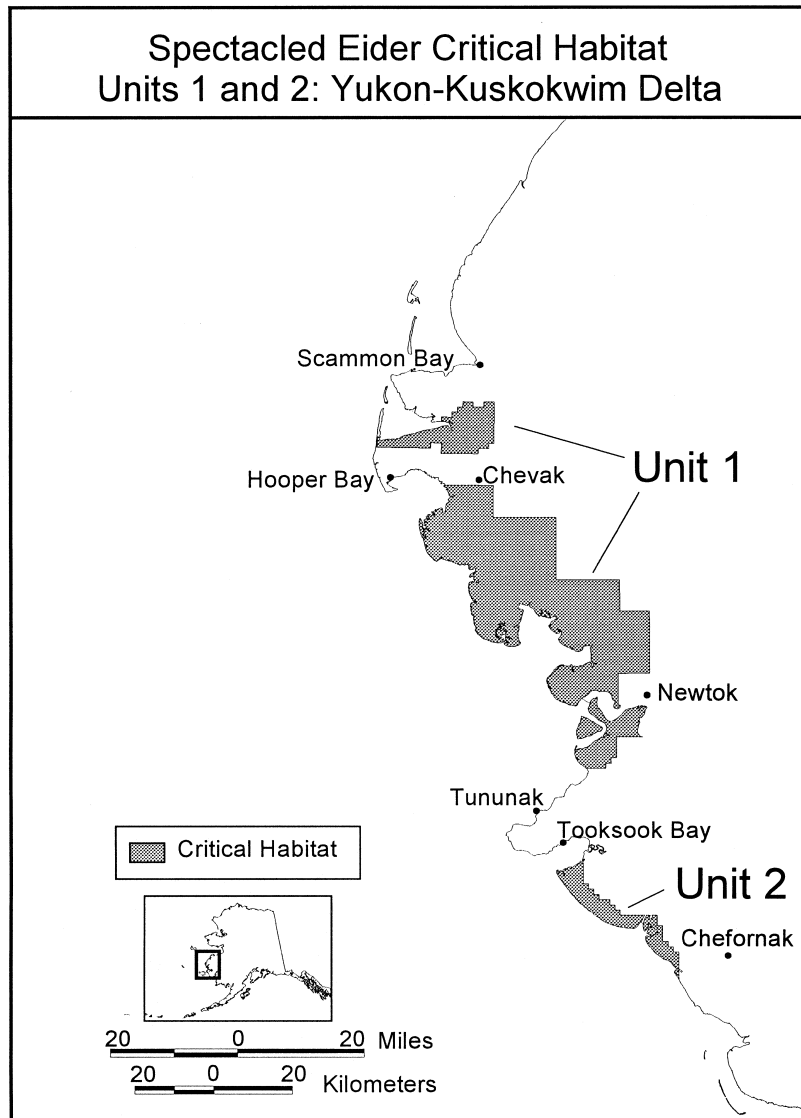 Spectacled Eider Critical Habitat
Units 1 and 2: Yukon-Kuskokwim Delta
Scammon Bay
Unit 1
Hooper Bay
Chevak
Newtok
Tununak
Tooksook Bay
Critical Habitat
Unit 2
Chefornak
20 0 20 Miles
20 0 20 Kilometers